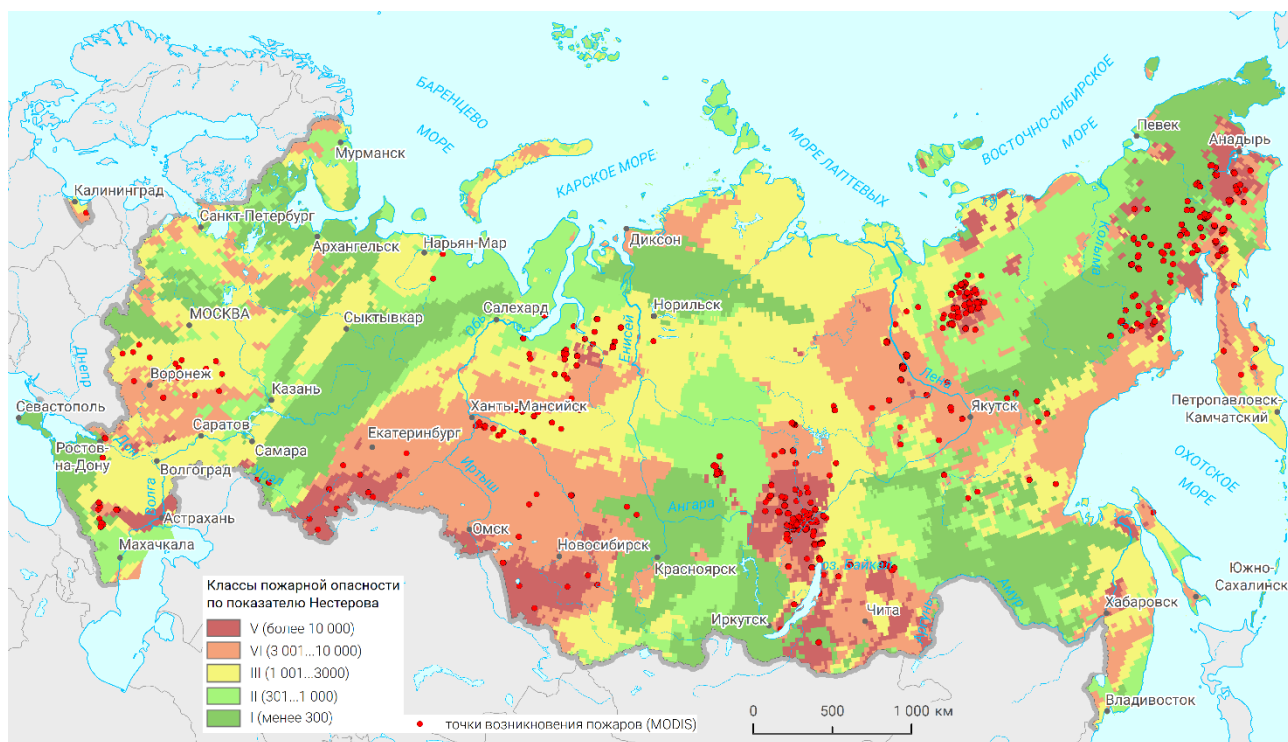 БАРЕНЦЕВО
МОРЕ
КАРСКОЕ МОРЕ
МОРЕ ЛАПТЕВЫХ
ВОСТОЧНО-СИБИРСКОЕ
МОРЕ
Певек
Анадырь
Мурманск
Калининград
Санкт-Петербург
Архангельск
Нарьян-Мар
Диксон
Колыма
Салехард
Норильск
Обь
Енисей
МОСКВА
Сыктывкар
Днепр
Воронеж
Лена
Казань
Ханты-Мансийск
Якутск
Петропавловск-
Камчатский
Севастополь
Саратов
Екатеринбург
Ростов-
на-Дону
Дон
Самара
Волгоград
Урал
Иртыш
ОХОТСКОЕ
МОРЕ
Волга
Астрахань
Ангара
Омск
Махачкала
Новосибирск
Красноярск
оз. Байкал
Амур
Южно-
Сахалинск
Иркутск
Чита
Аргунь
Хабаровск
Владивосток
Классы пожарной опасности
по показателю Нестерова
V (более 10 000)
VI (3 001...10 000)
III (1 001...3000)
II (301...1 000)
I (менее 300)
точки возникновения пожаров (MODIS)
0 500 1 000 км